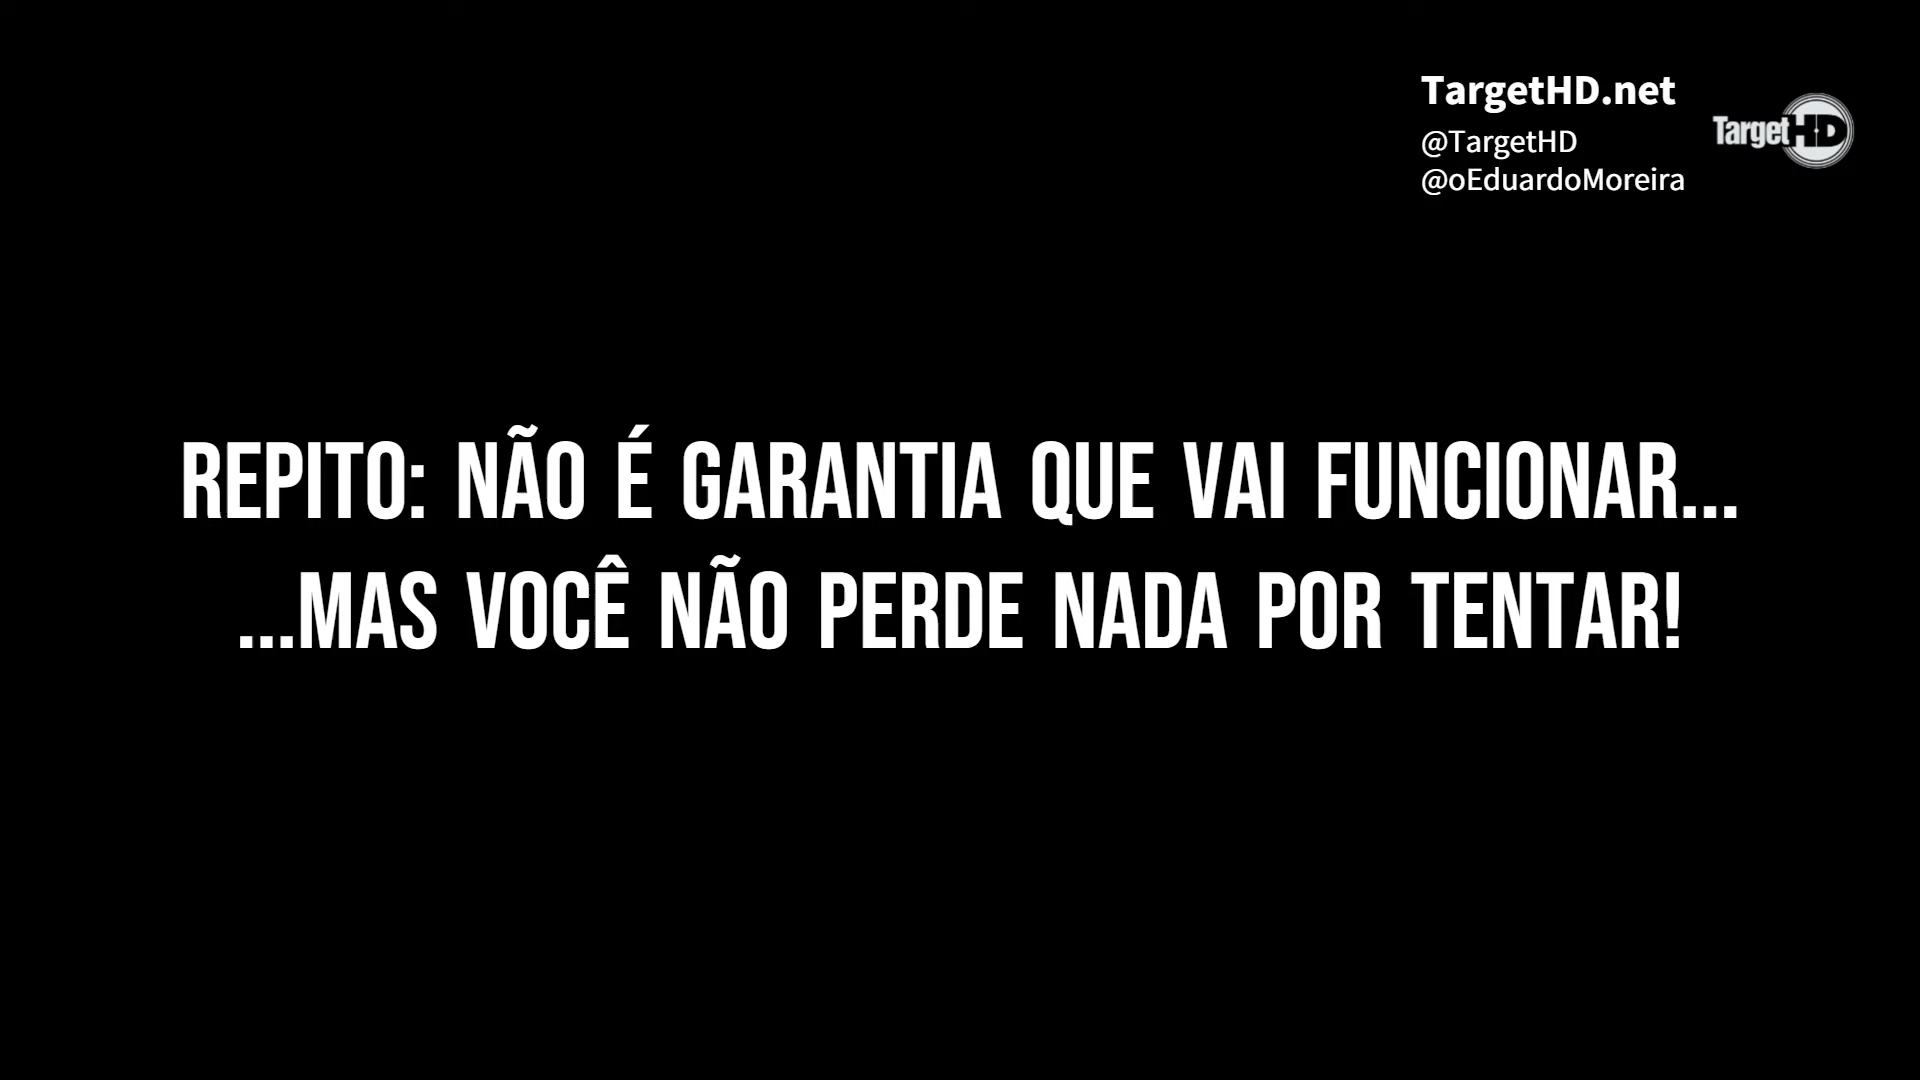 TargetHD.net
@TargetHD
@oEduardoMoreira
TargetHD
REPITO: NÃO É GARANTIA QUE VAI FUNCIONAR...
...MAS VOCÊ NÃO PERDE NADA POR TENTAR!